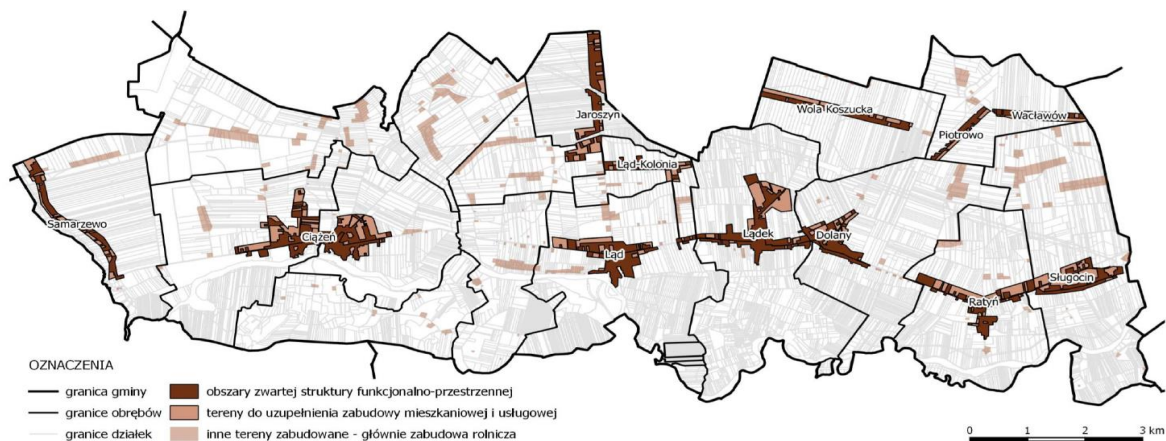 Jaroszyn
Wola Koszucka
Wacławów
Piotrowo
Ląd-Kolonia
Samarzewo
Ciążeń
Lądek
Dolany
Ląd
Sługocin
Ratyń
OZNACZENIA
granica gminy
obszary zwartej struktury funkcjonalno-przestrzennej
granice obrębów
tereny do uzupełnienia zabudowy mieszkaniowej i usługowej
granice działek
inne tereny zabudowane - głównie zabudowa rolnicza
0 1 2 3 km